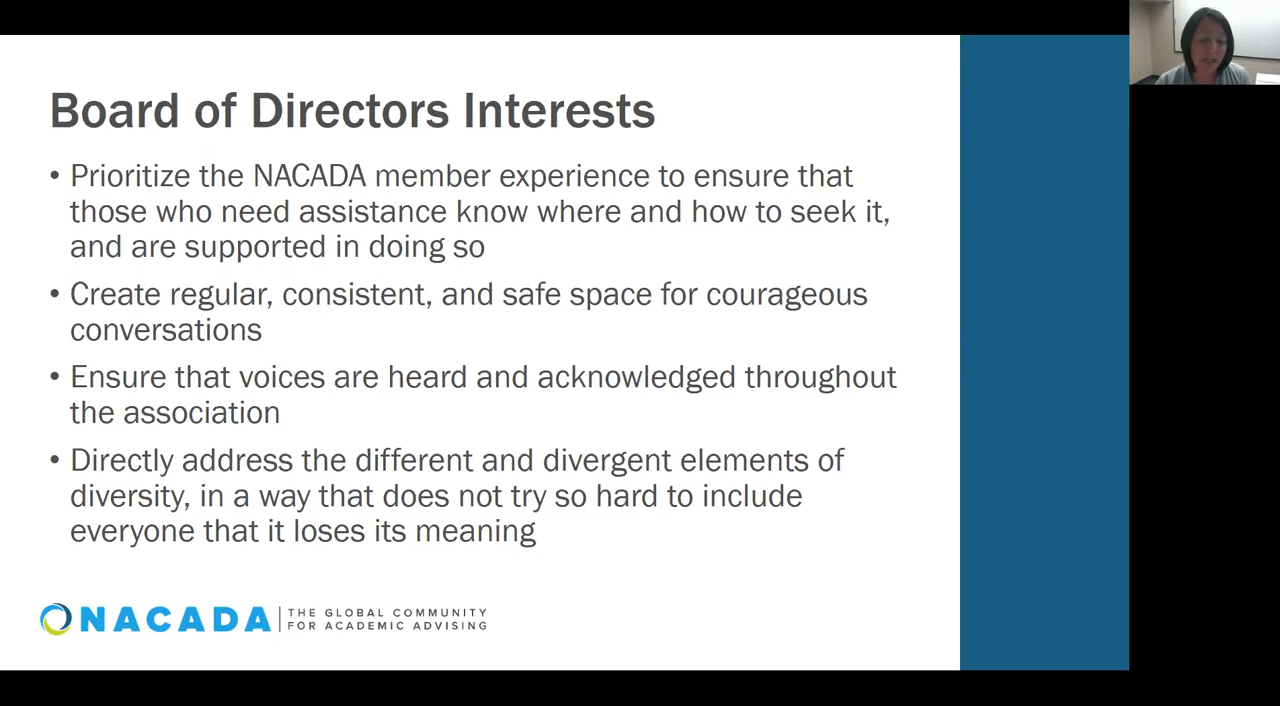 Board of Directors Interests
• Prioritize the NACADA member experience to ensure that
those who need assistance know where and how to seek it,
and are supported in doing so
• Create regular, consistent, and safe space for courageous
conversations
• Ensure that voices are heard and acknowledged throughout
the association
• Directly address the different and divergent elements of
diversity, in a way that does not try so hard to include
everyone that it loses its meaning
NACADA
THE GLOBAL COMMUNITY
FOR ACADEMIC ADVISING